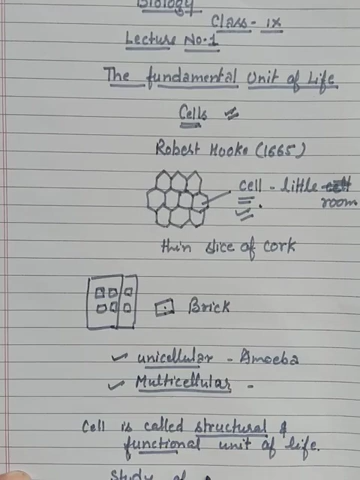 Biology
Class - IX
Lecture No.1
The fundamental Unit of Life
Cells
Robert Hooke (1665)
cell - little
room
thin slice of cork
Brick
unicellular - Amoeba
Multicellular -
Cell is called structural &
functional unit of life.
Study of